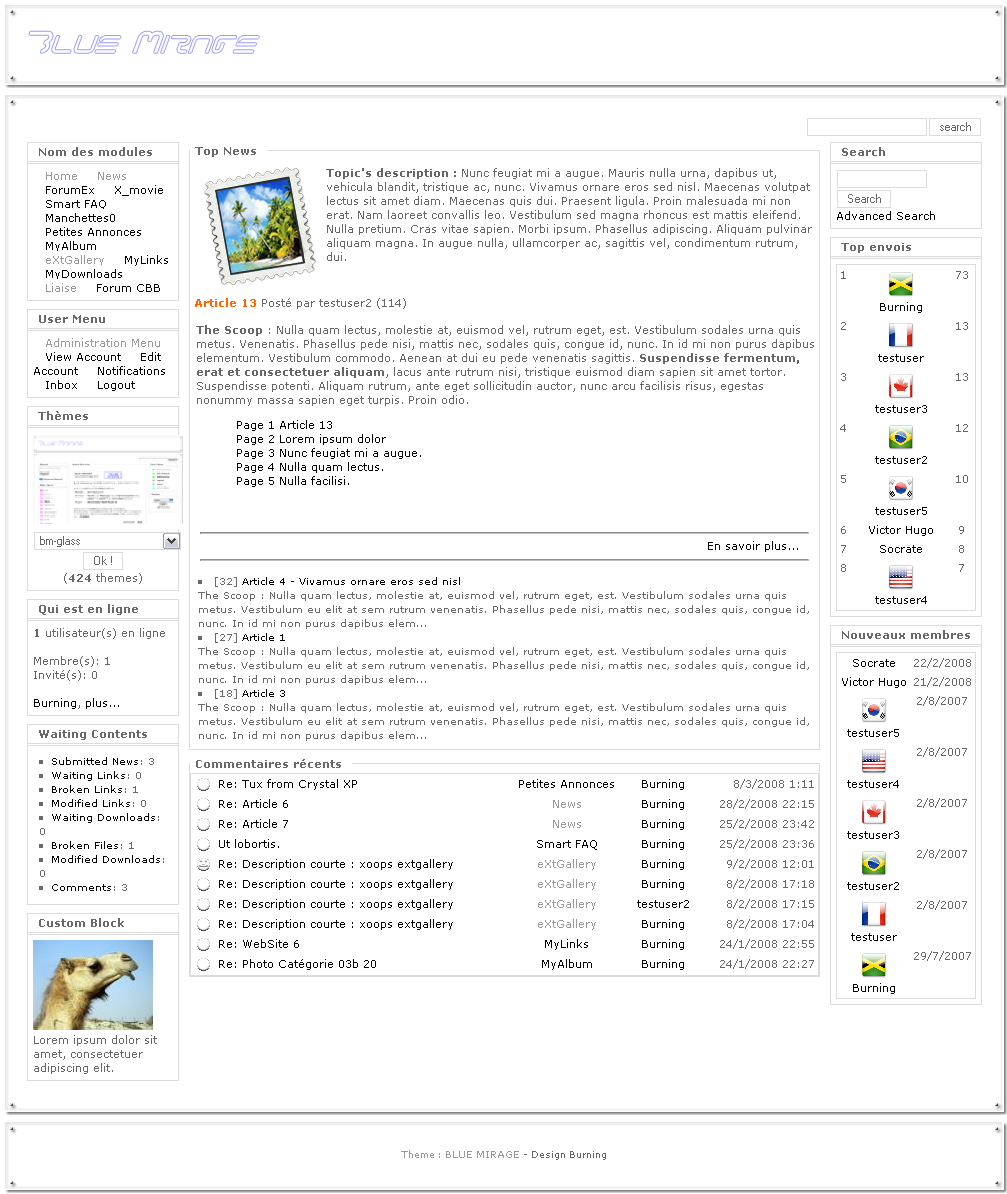 BLUE MIRAGE
search
Nom des modules
Home News
ForumEx X_movie
Smart FAQ
Manchettes0
Petites Annonces
MyAlbum
eXtGallery MyLinks
MyDownloads
Liaise Forum CBB
User Menu
Administration Menu
View Account Edit
Account Notifications
Inbox Logout
Thèmes
BLUE MIRAGE
bm-glass
Ok !
(424 themes)
Qui est en ligne
1 utilisateur(s) en ligne
Membre(s): 1
Invité(s): 0
Burning, plus...
Waiting Contents
Submitted News: 3
Waiting Links: 0
Broken Links: 1
Modified Links: 0
Waiting Downloads:
0
Broken Files: 1
Modified Downloads:
0
Comments: 3
Custom Block
Lorem ipsum dolor sit
amet, consectetuer
adipiscing elit.
Top News
Topic's description : Nunc feugiat mi a augue. Mauris nulla urna, dapibus ut,
vehicula blandit, tristique ac, nunc. Vivamus ornare eros sed nisl. Maecenas volutpat
lectus sit amet diam. Maecenas quis dui. Praesent ligula. Proin malesuada mi non
erat. Nam laoreet convallis leo. Vestibulum sed magna rhoncus est mattis eleifend.
Nulla pretium. Cras vitae sapien. Morbi ipsum. Phasellus adipiscing. Aliquam pulvinar
aliquam magna. In augue nulla, ullamcorper ac, sagittis vel, condimentum rutrum,
dui.
Article 13 Posté par testuser2 (114)
The Scoop : Nulla quam lectus, molestie at, euismod vel, rutrum eget, est. Vestibulum sodales urna quis
metus. Venenatis. Phasellus pede nisi, mattis nec, sodales quis, congue id, nunc. In id mi non purus dapibus
elementum. Vestibulum commodo. Aenean at dui eu pede venenatis sagittis. Suspendisse fermentum,
erat et consectetuer aliquam, lacus ante rutrum nisi, tristique euismod diam sapien sit amet tortor.
Suspendisse potenti. Aliquam rutrum, ante eget sollicitudin auctor, nunc arcu facilisis risus, egestas
nonummy massa sapien eget turpis. Proin odio.
Page 1 Article 13
Page 2 Lorem ipsum dolor
Page 3 Nunc feugiat mi a augue.
Page 4 Nulla quam lectus.
Page 5 Nulla facilisi.
En savoir plus...
[32] Article 4 - Vivamus ornare eros sed nisl
The Scoop : Nulla quam lectus, molestie at, euismod vel, rutrum eget, est. Vestibulum sodales urna quis
metus. Vestibulum eu elit at sem rutrum venenatis. Phasellus pede nisi, mattis nec, sodales quis, congue id,
nunc. In id mi non purus dapibus elem...
[27] Article 1
The Scoop : Nulla quam lectus, molestie at, euismod vel, rutrum eget, est. Vestibulum sodales urna quis
metus. Vestibulum eu elit at sem rutrum venenatis. Phasellus pede nisi, mattis nec, sodales quis, congue id,
nunc. In id mi non purus dapibus elem...
[18] Article 3
The Scoop : Nulla quam lectus, molestie at, euismod vel, rutrum eget, est. Vestibulum sodales urna quis
metus. Vestibulum eu elit at sem rutrum venenatis. Phasellus pede nisi, mattis nec, sodales quis, congue id,
nunc. In id mi non purus dapibus elem...
Commentaires récents
Re: Tux from Crystal XP Petites Annonces Burning 8/3/2008 1:11
Re: Article 6 News Burning 28/2/2008 22:15
Re: Article 7 News Burning 25/2/2008 23:42
Ut lobortis. Smart FAQ Burning 25/2/2008 23:36
Re: Description courte : xoops extgallery eXtGallery Burning 9/2/2008 12:01
Re: Description courte : xoops extgallery eXtGallery Burning 8/2/2008 17:18
Re: Description courte : xoops extgallery eXtGallery testuser2 8/2/2008 17:15
Re: Description courte : xoops extgallery eXtGallery Burning 8/2/2008 17:04
Re: WebSite 6 MyLinks Burning 24/1/2008 22:55
Re: Photo Catégorie 03b 20 MyAlbum Burning 24/1/2008 22:27
Search
Search
Advanced Search
Top envois
1 73
Burning
2 13
testuser
3 13
testuser3
4 12
testuser2
5 10
testuser5
6 Victor Hugo 9
7 Socrate 8
8 7
testuser4
Nouveaux membres
Socrate 22/2/2008
Victor Hugo 21/2/2008
2/8/2007
testuser5
2/8/2007
testuser4
2/8/2007
testuser3
2/8/2007
testuser2
2/8/2007
testuser
29/7/2007
Burning
Theme : BLUE MIRAGE - Design Burning